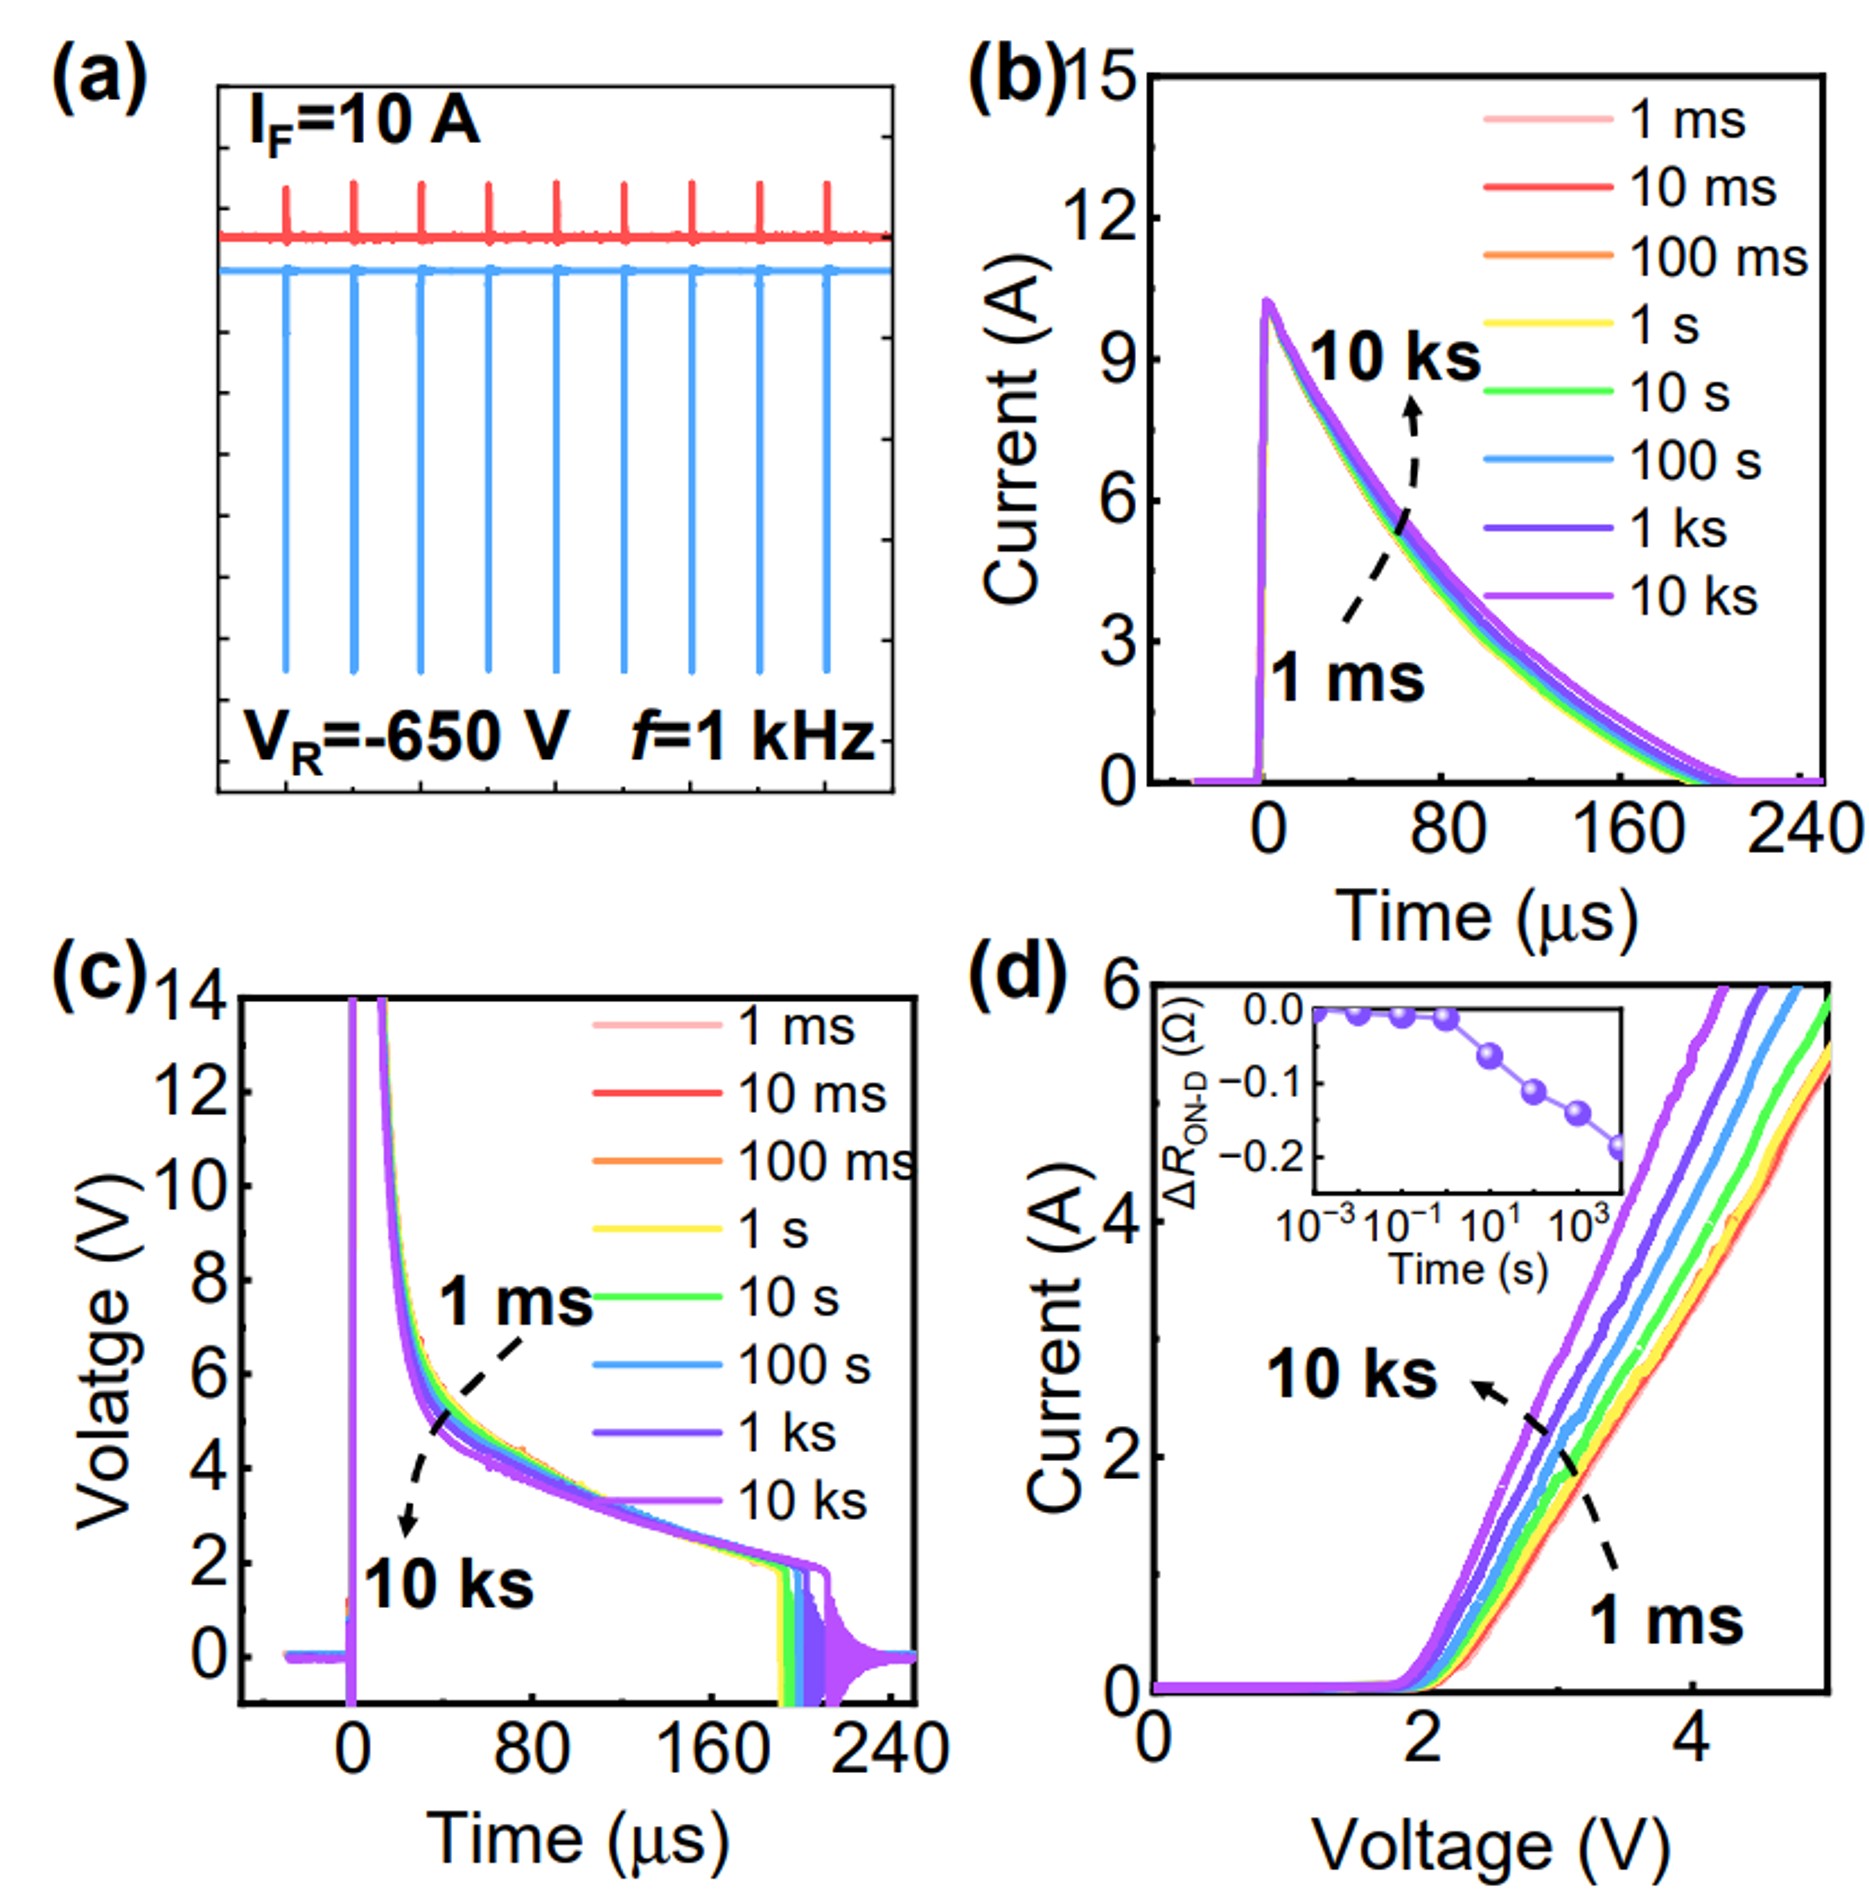 (a)
I_F=10 A
V_R=-650 V f=1 kHz
(b)
15
12
9
6
3
0
Current (A)
1 ms
10 ms
100 ms
1 s
10 s
100 s
1 ks
10 ks
10 ks
1 ms
0 80 160 240
Time (μs)
(c)
14
12
10
8
6
4
2
0
Volatge (V)
1 ms
10 ms
100 ms
1 s
10 s
100 s
1 ks
10 ks
1 ms
10 ks
0 80 160 240
Time (μs)
(d)
6
4
2
0
Current (A)
ΔR_ON-D (Ω)
0.0
−0.1
−0.2
10⁻³ 10⁻¹ 10¹ 10³
Time (s)
10 ks
1 ms
0 2 4
Voltage (V)